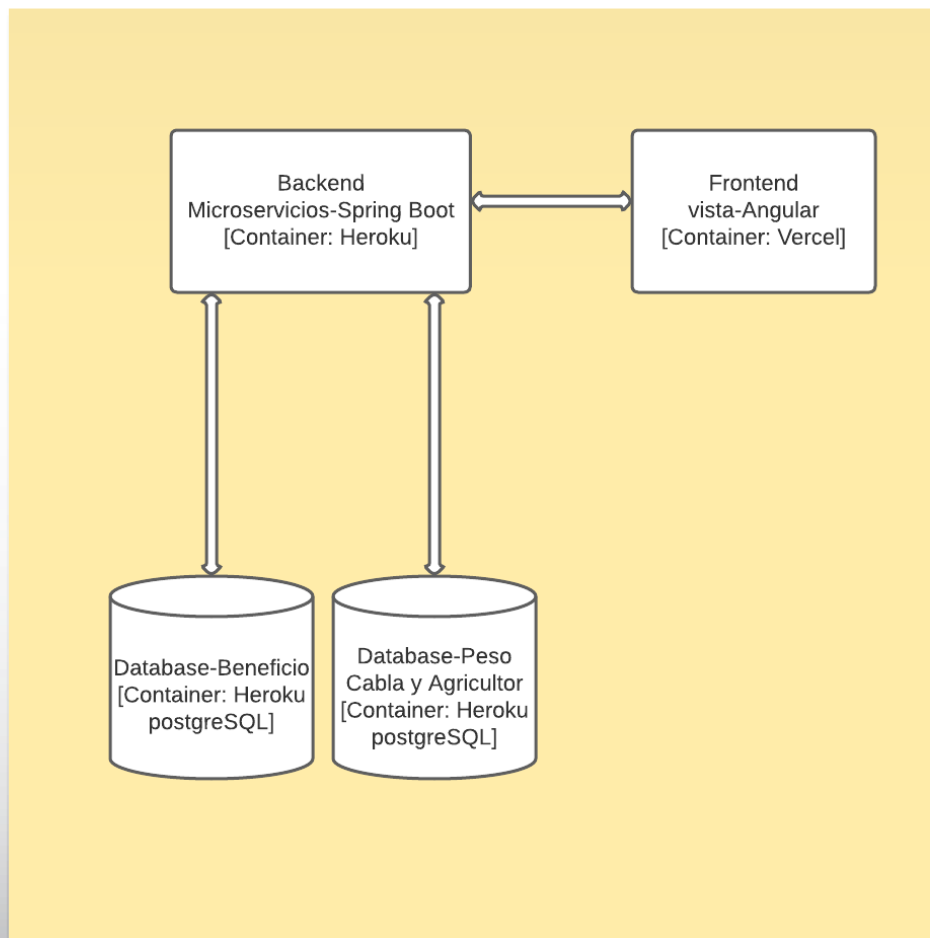 Backend
Microservicios-Spring Boot
[Container: Heroku]
Frontend
vista-Angular
[Container: Vercel]
Database-Beneficio
[Container: Heroku
postgreSQL]
Database-Peso
Cabla y Agricultor
[Container: Heroku
postgreSQL]